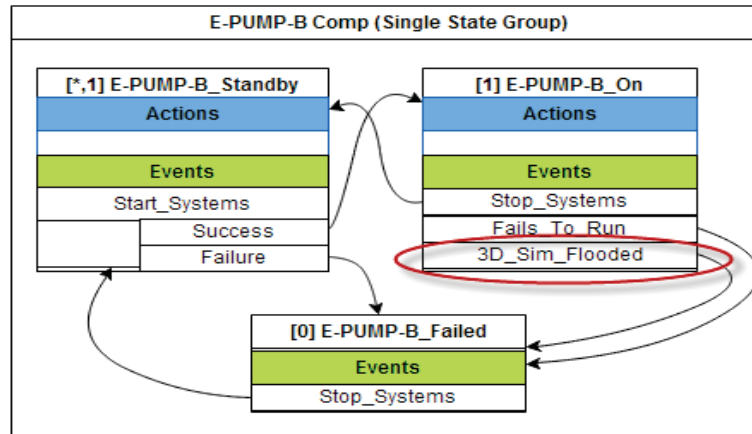 E-PUMP-B Comp (Single State Group)
[*,1] E-PUMP-B_Standby
Actions
Events
Start_Systems
Success
Failure
[1] E-PUMP-B_On
Actions
Events
Stop_Systems
Fails_To_Run
3D_Sim_Flooded
[0] E-PUMP-B_Failed
Events
Stop_Systems